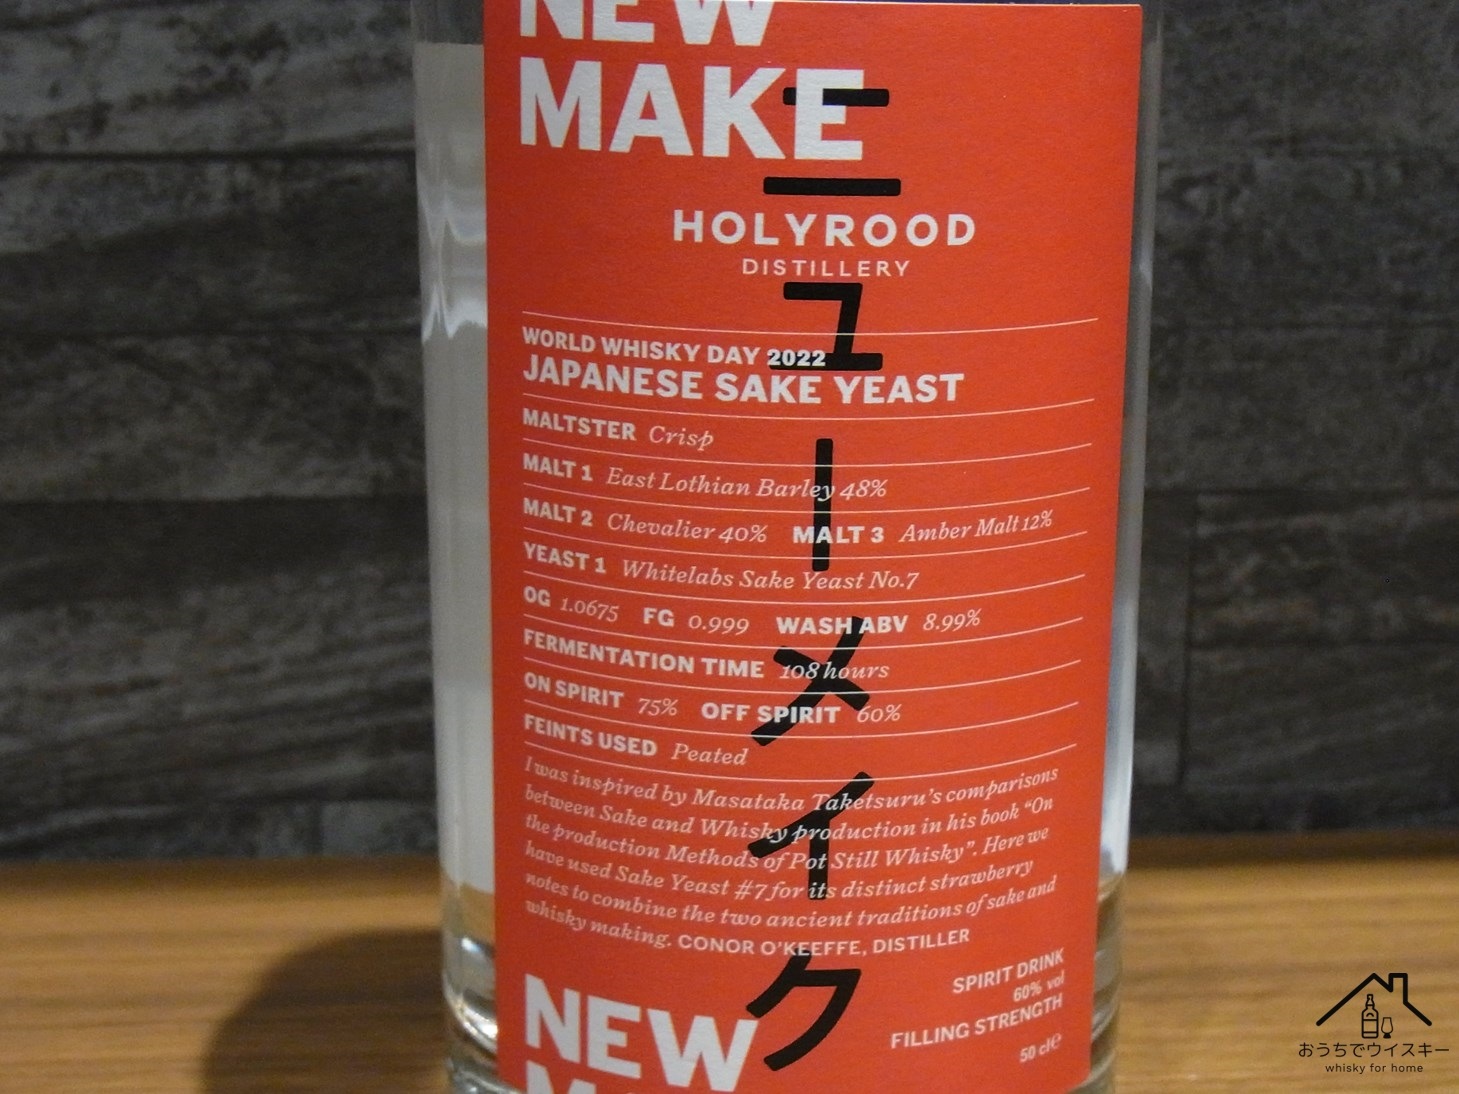 NEW
MAKE
ニューメイク
HOLYROOD
DISTILLERY
WORLD WHISKY DAY 2022
JAPANESE SAKE YEAST
MALTSTER Crisp
MALT 1 East Lothian Barley 48%
MALT 2 Chevalier 40% MALT 3 Amber Malt 12%
YEAST 1 Whitelabs Sake Yeast No.7
OG 1.0675 FG 0.999 WASH ABV 8.99%
FERMENTATION TIME 108 hours
ON SPIRIT 75% OFF SPIRIT 60%
FEINTS USED Peated
I was inspired by Masataka Taketsuru's comparisons
between Sake and Whisky production in his book "On
the production Methods of Pot Still Whisky". Here we
have used Sake Yeast #7 for its distinct strawberry
notes to combine the two ancient traditions of sake and
whisky making. CONOR O'KEEFFE, DISTILLER
SPIRIT DRINK
60% vol
FILLING STRENGTH
50 cl e
NEW
おうちでウイスキー
whisky for home